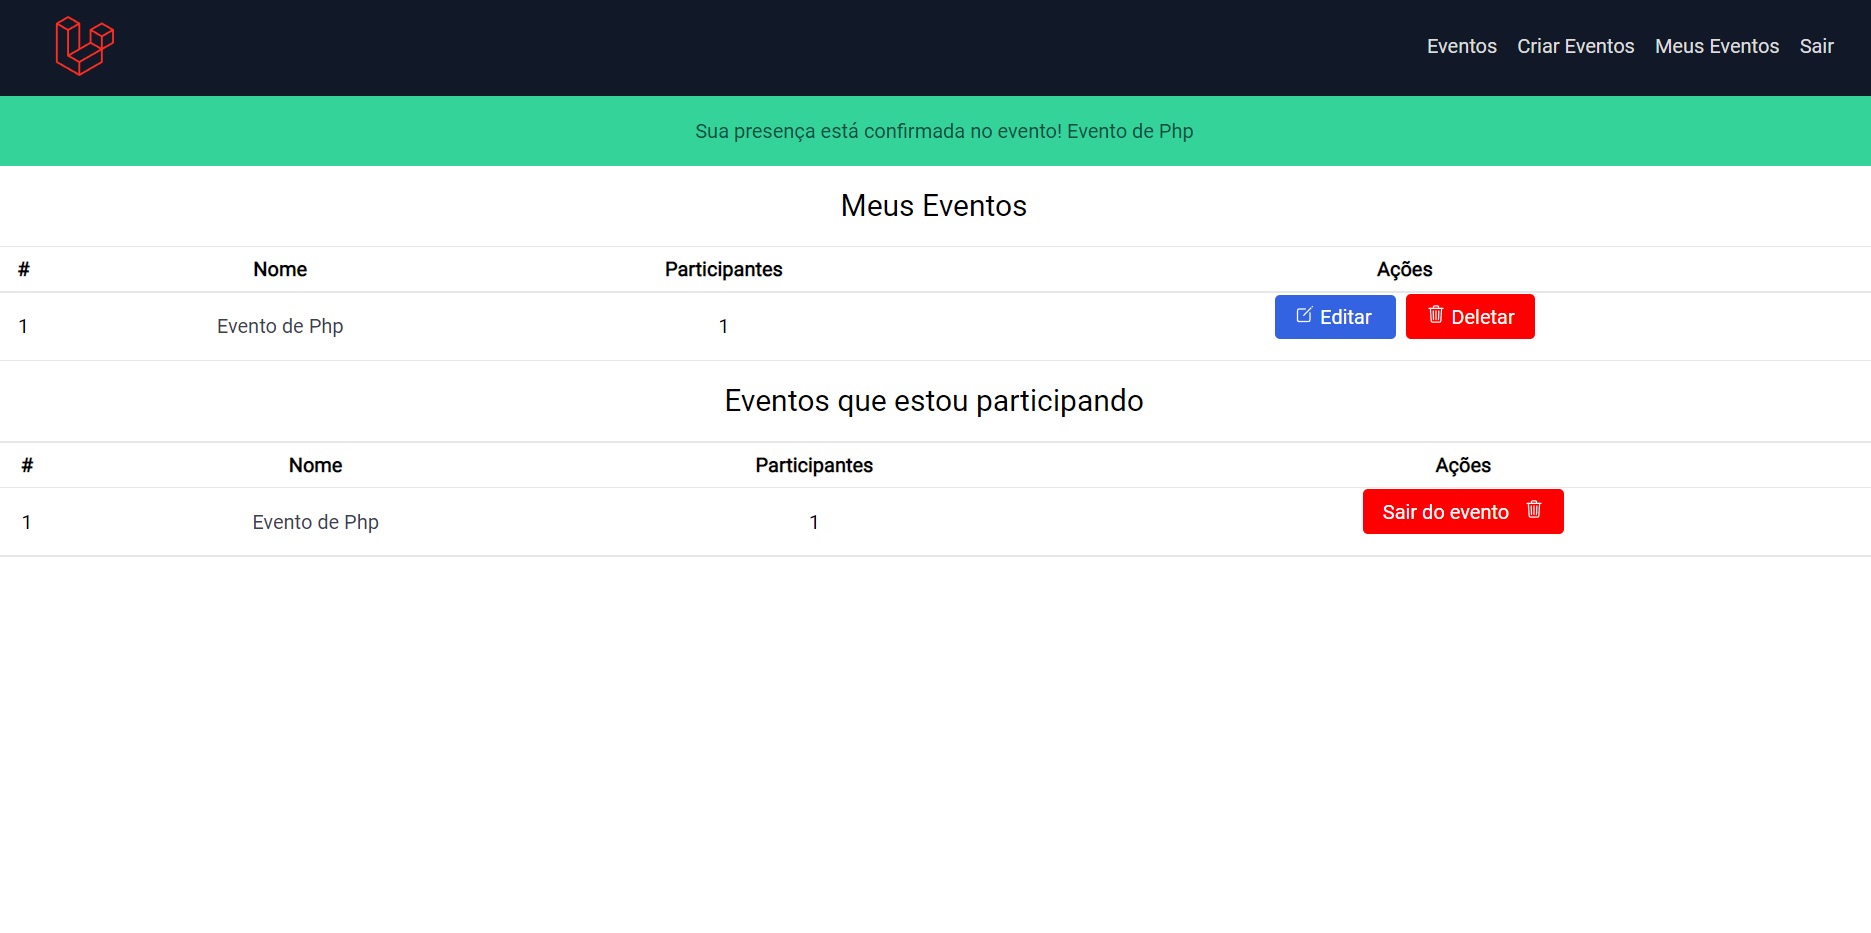 Eventos Criar Eventos Meus Eventos Sair
Sua presença está confirmada no evento! Evento de Php
Meus Eventos
# Nome Participantes Ações
1 Evento de Php 1 Editar Deletar
Eventos que estou participando
# Nome Participantes Ações
1 Evento de Php 1 Sair do evento